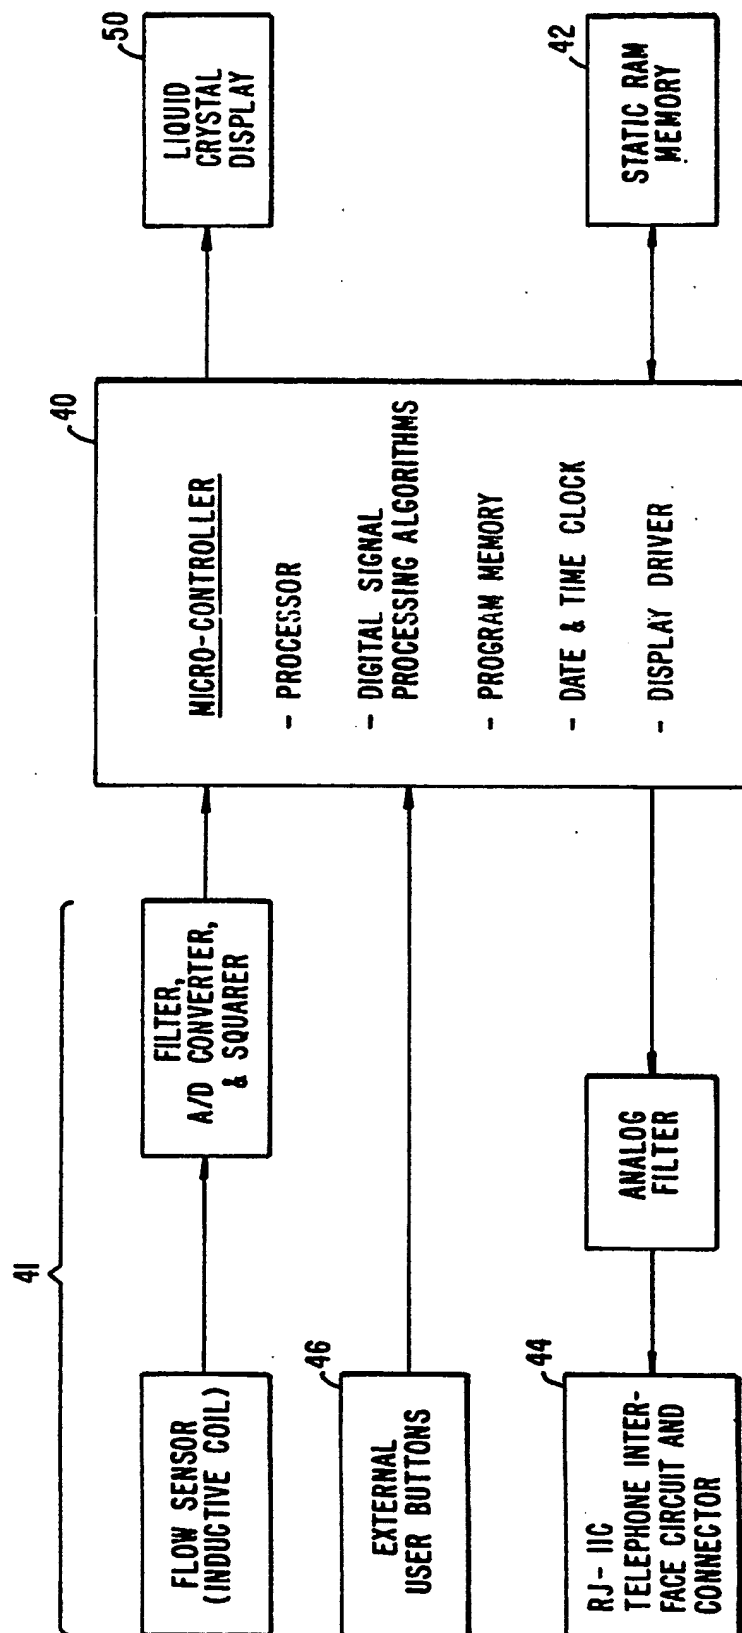 41
FLOW SENSOR
(INDUCTIVE COIL)
FILTER,
A/D CONVERTER,
& SQUARER
46
EXTERNAL
USER BUTTONS
44
RJ-11C
TELEPHONE INTER-
FACE CIRCUIT AND
CONNECTOR
ANALOG
FILTER
40
MICRO-CONTROLLER
- PROCESSOR
- DIGITAL SIGNAL
PROCESSING ALGORITHMS
- PROGRAM MEMORY
- DATE & TIME CLOCK
- DISPLAY DRIVER
50
LIQUID
CRYSTAL
DISPLAY
42
STATIC RAM
MEMORY